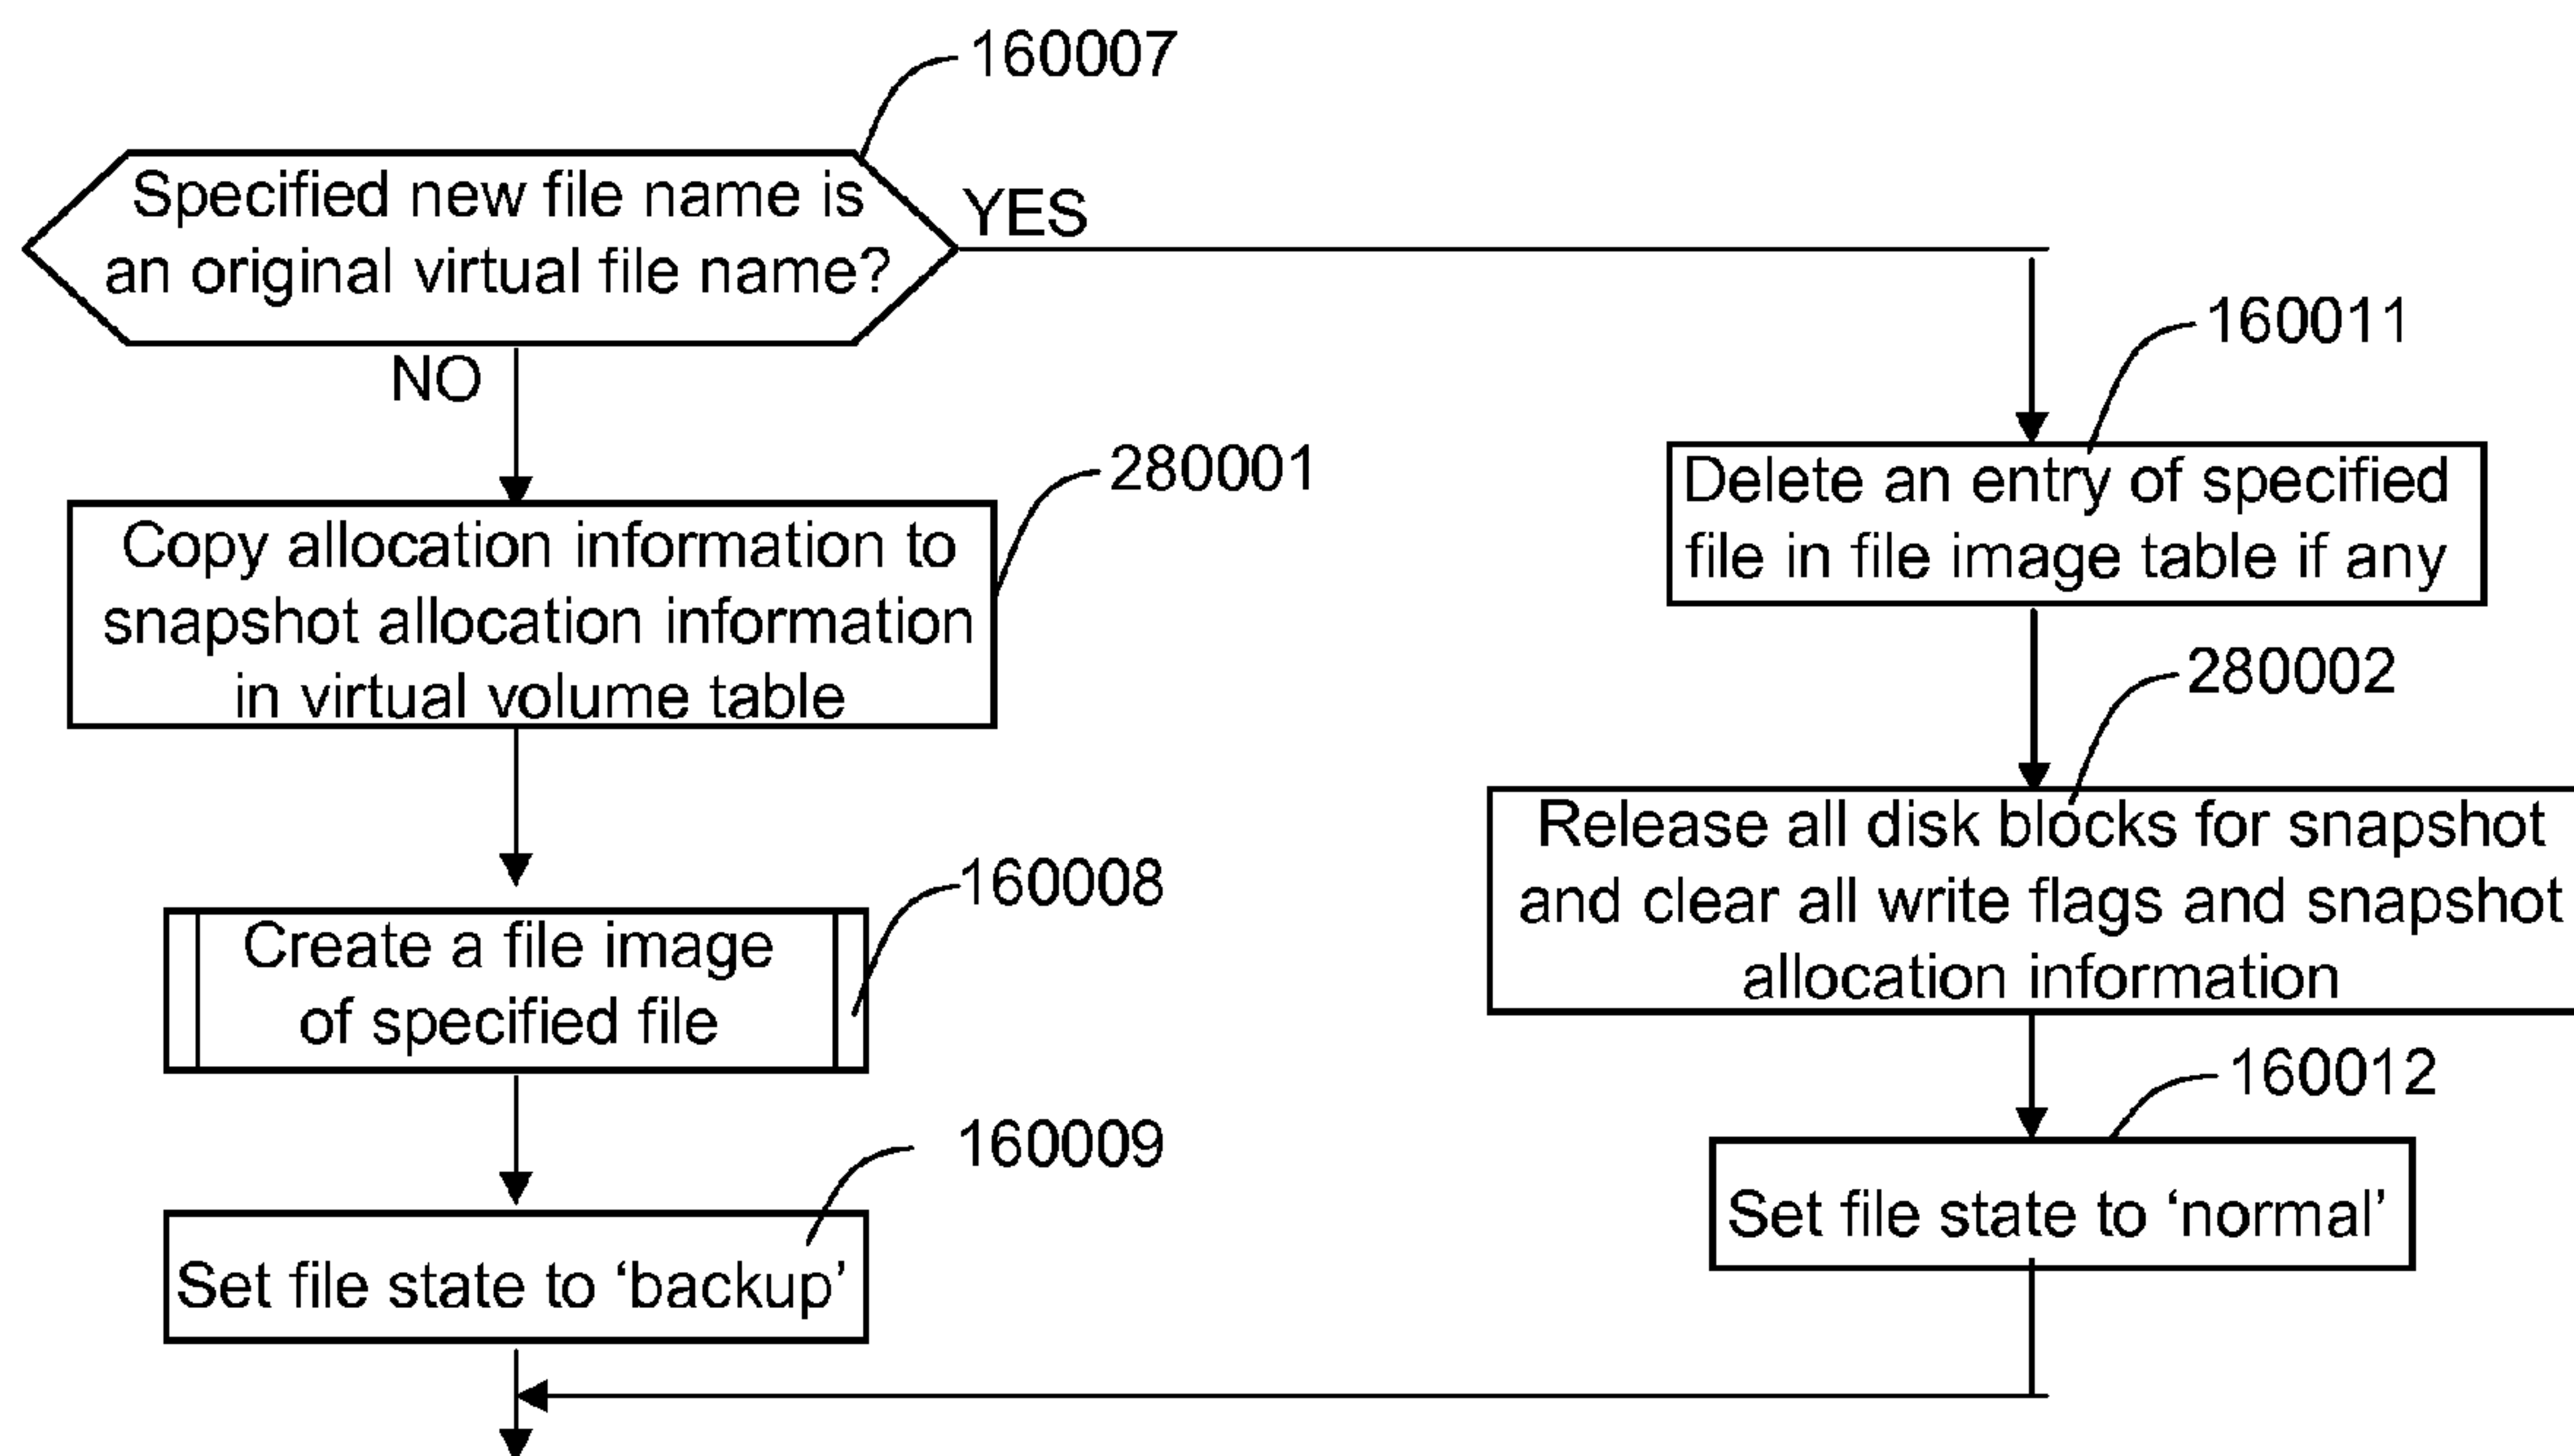 160007
Specified new file name is
an original virtual file name?
YES
NO
160011
Delete an entry of specified
file in file image table if any
280001
Copy allocation information to
snapshot allocation information
in virtual volume table
280002
Release all disk blocks for snapshot
and clear all write flags and snapshot
allocation information
160008
Create a file image
of specified file
160012
Set file state to ‘normal’
160009
Set file state to ‘backup’